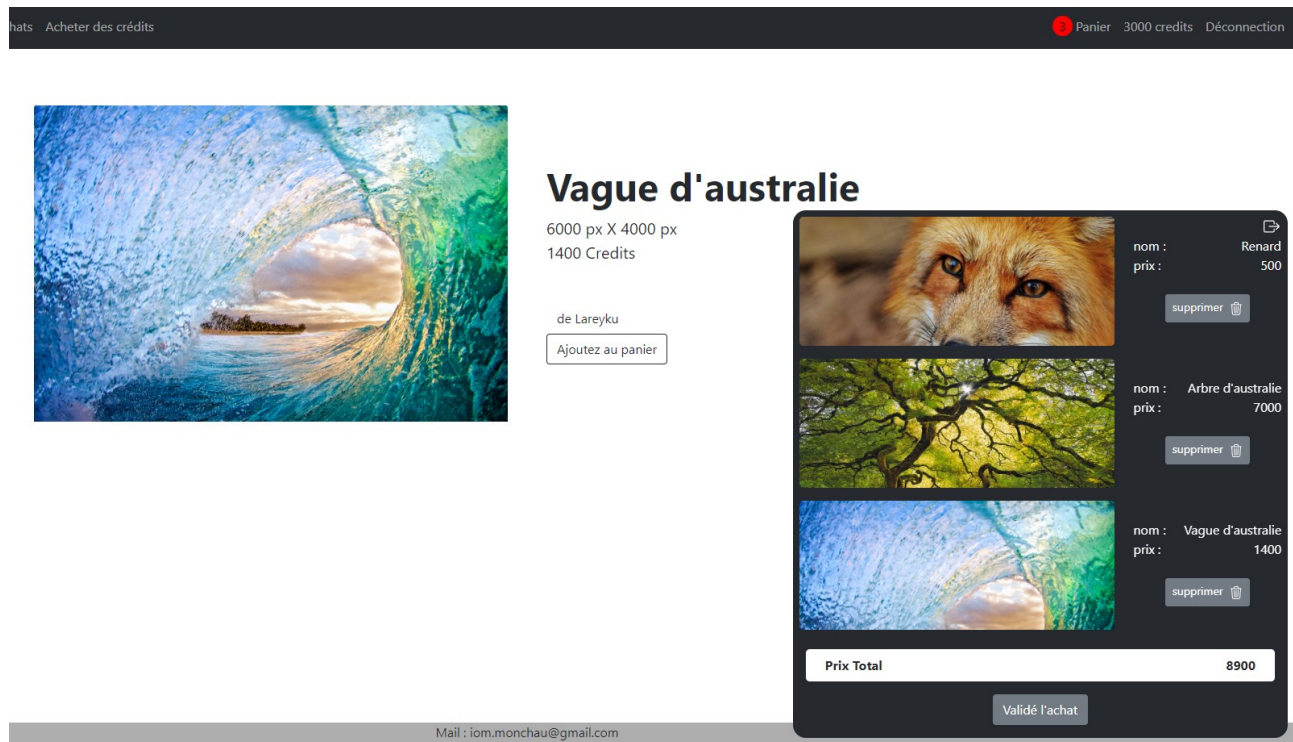 hats Acheter des crédits
3 Panier 3000 credits Déconnection
Vague d'australie
6000 px X 4000 px
1400 Credits
de Lareyku
Ajoutez au panier
nom : Renard
prix : 500
supprimer
nom : Arbre d'australie
prix : 7000
supprimer
nom : Vague d'australie
prix : 1400
supprimer
Prix Total 8900
Validé l'achat
Mail : iom.monchau@gmail.com